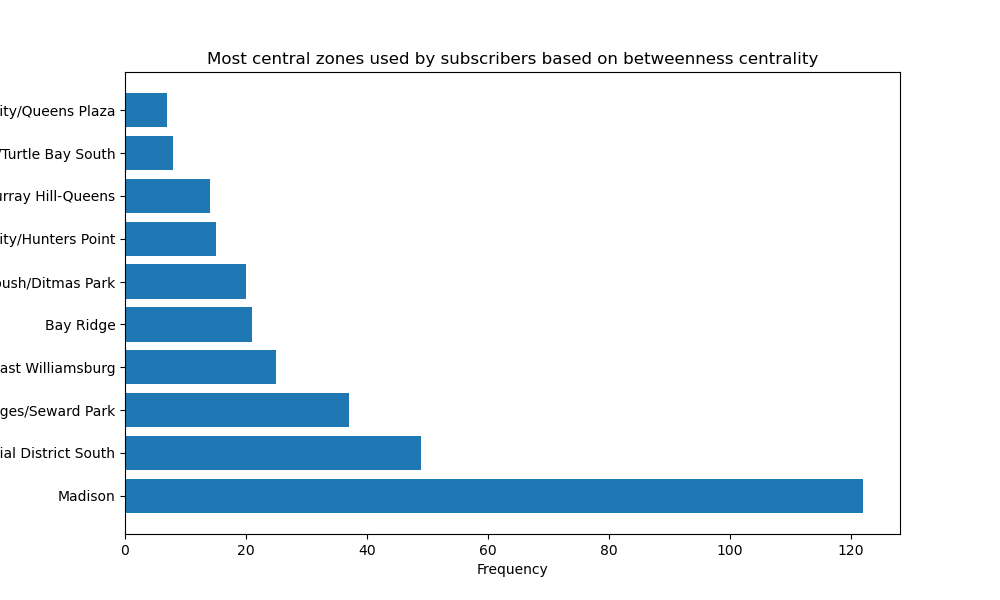 Most central zones used by subscribers based on betweenness centrality
ity/Queens Plaza
/Turtle Bay South
rray Hill-Queens
ity/Hunters Point
ush/Ditmas Park
Bay Ridge
ast Williamsburg
ges/Seward Park
ial District South
Madison
0 20 40 60 80 100 120
Frequency